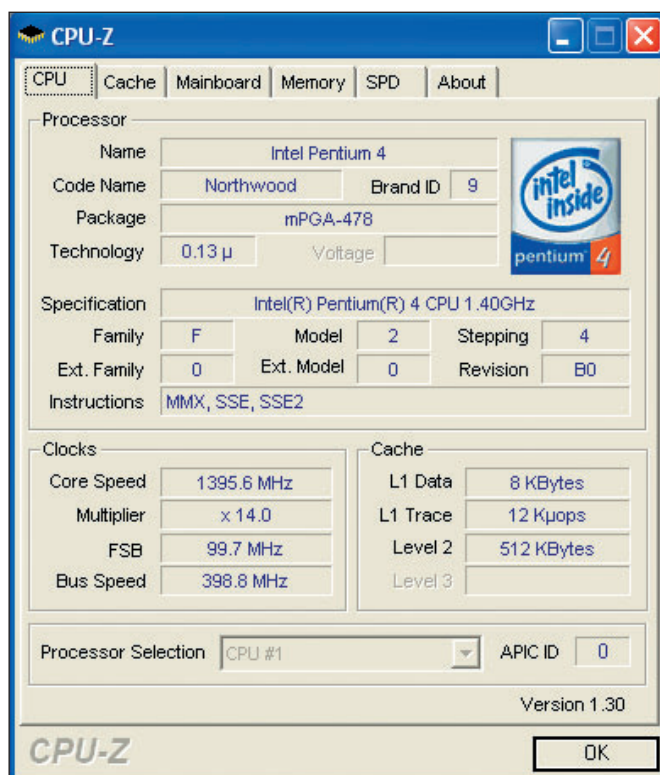 CPU-Z
CPU Cache Mainboard Memory SPD About
Processor
Name Intel Pentium 4
Code Name Northwood Brand ID 9
Package mPGA-478
Technology 0.13 µ Voltage
intel inside pentium 4
Specification Intel(R) Pentium(R) 4 CPU 1.40GHz
Family F Model 2 Stepping 4
Ext. Family 0 Ext. Model 0 Revision B0
Instructions MMX, SSE, SSE2
Clocks Cache
Core Speed 1395.6 MHz L1 Data 8 KBytes
Multiplier x 14.0 L1 Trace 12 Kµops
FSB 99.7 MHz Level 2 512 KBytes
Bus Speed 398.8 MHz Level 3
Processor Selection CPU #1 APIC ID 0
Version 1.30
CPU-Z OK